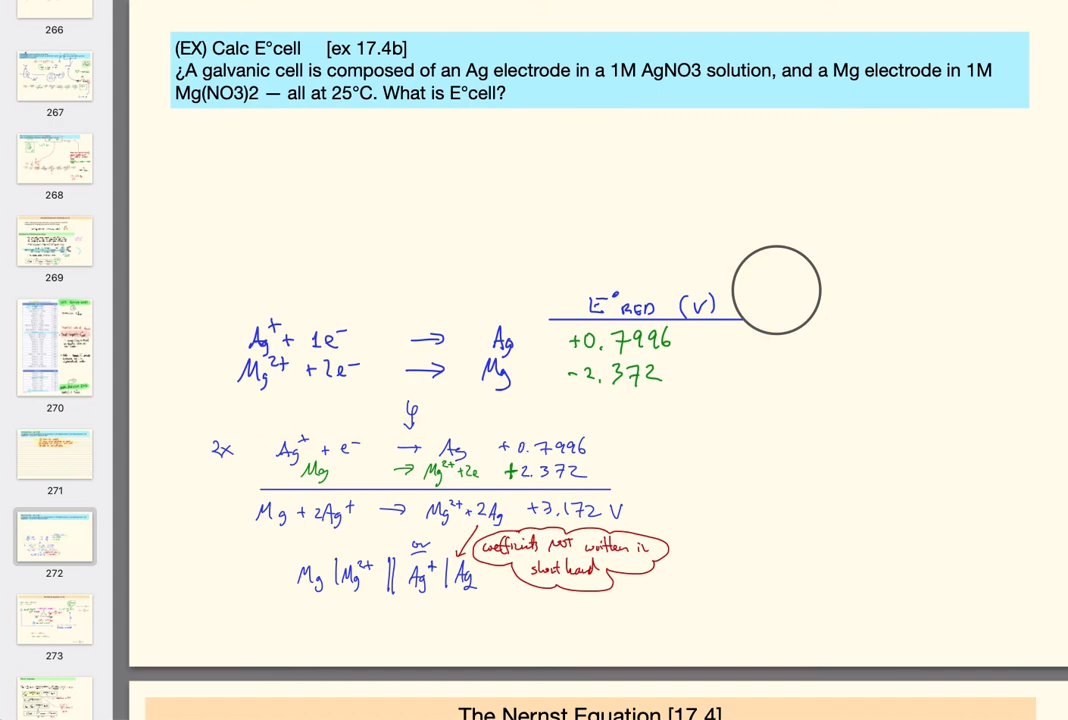 266
267
268
269
270
271
272
273
(EX) Calc E°cell [ex 17.4b]
¿A galvanic cell is composed of an Ag electrode in a 1M AgNO3 solution, and a Mg electrode in 1M
Mg(NO3)2 — all at 25°C. What is E°cell?
E°RED (V)
Ag+ + 1e- → Ag +0.7996
Mg2+ + 2e- → Mg -2.372
2x Ag+ + e- → Ag +0.7996
Mg → Mg2+ + 2e +2.372
Mg + 2Ag+ → Mg2+ + 2Ag +3.172 V
or
coefficients not written in
short hand
Mg | Mg2+ || Ag+ | Ag
The Nernst Equation [17.4]